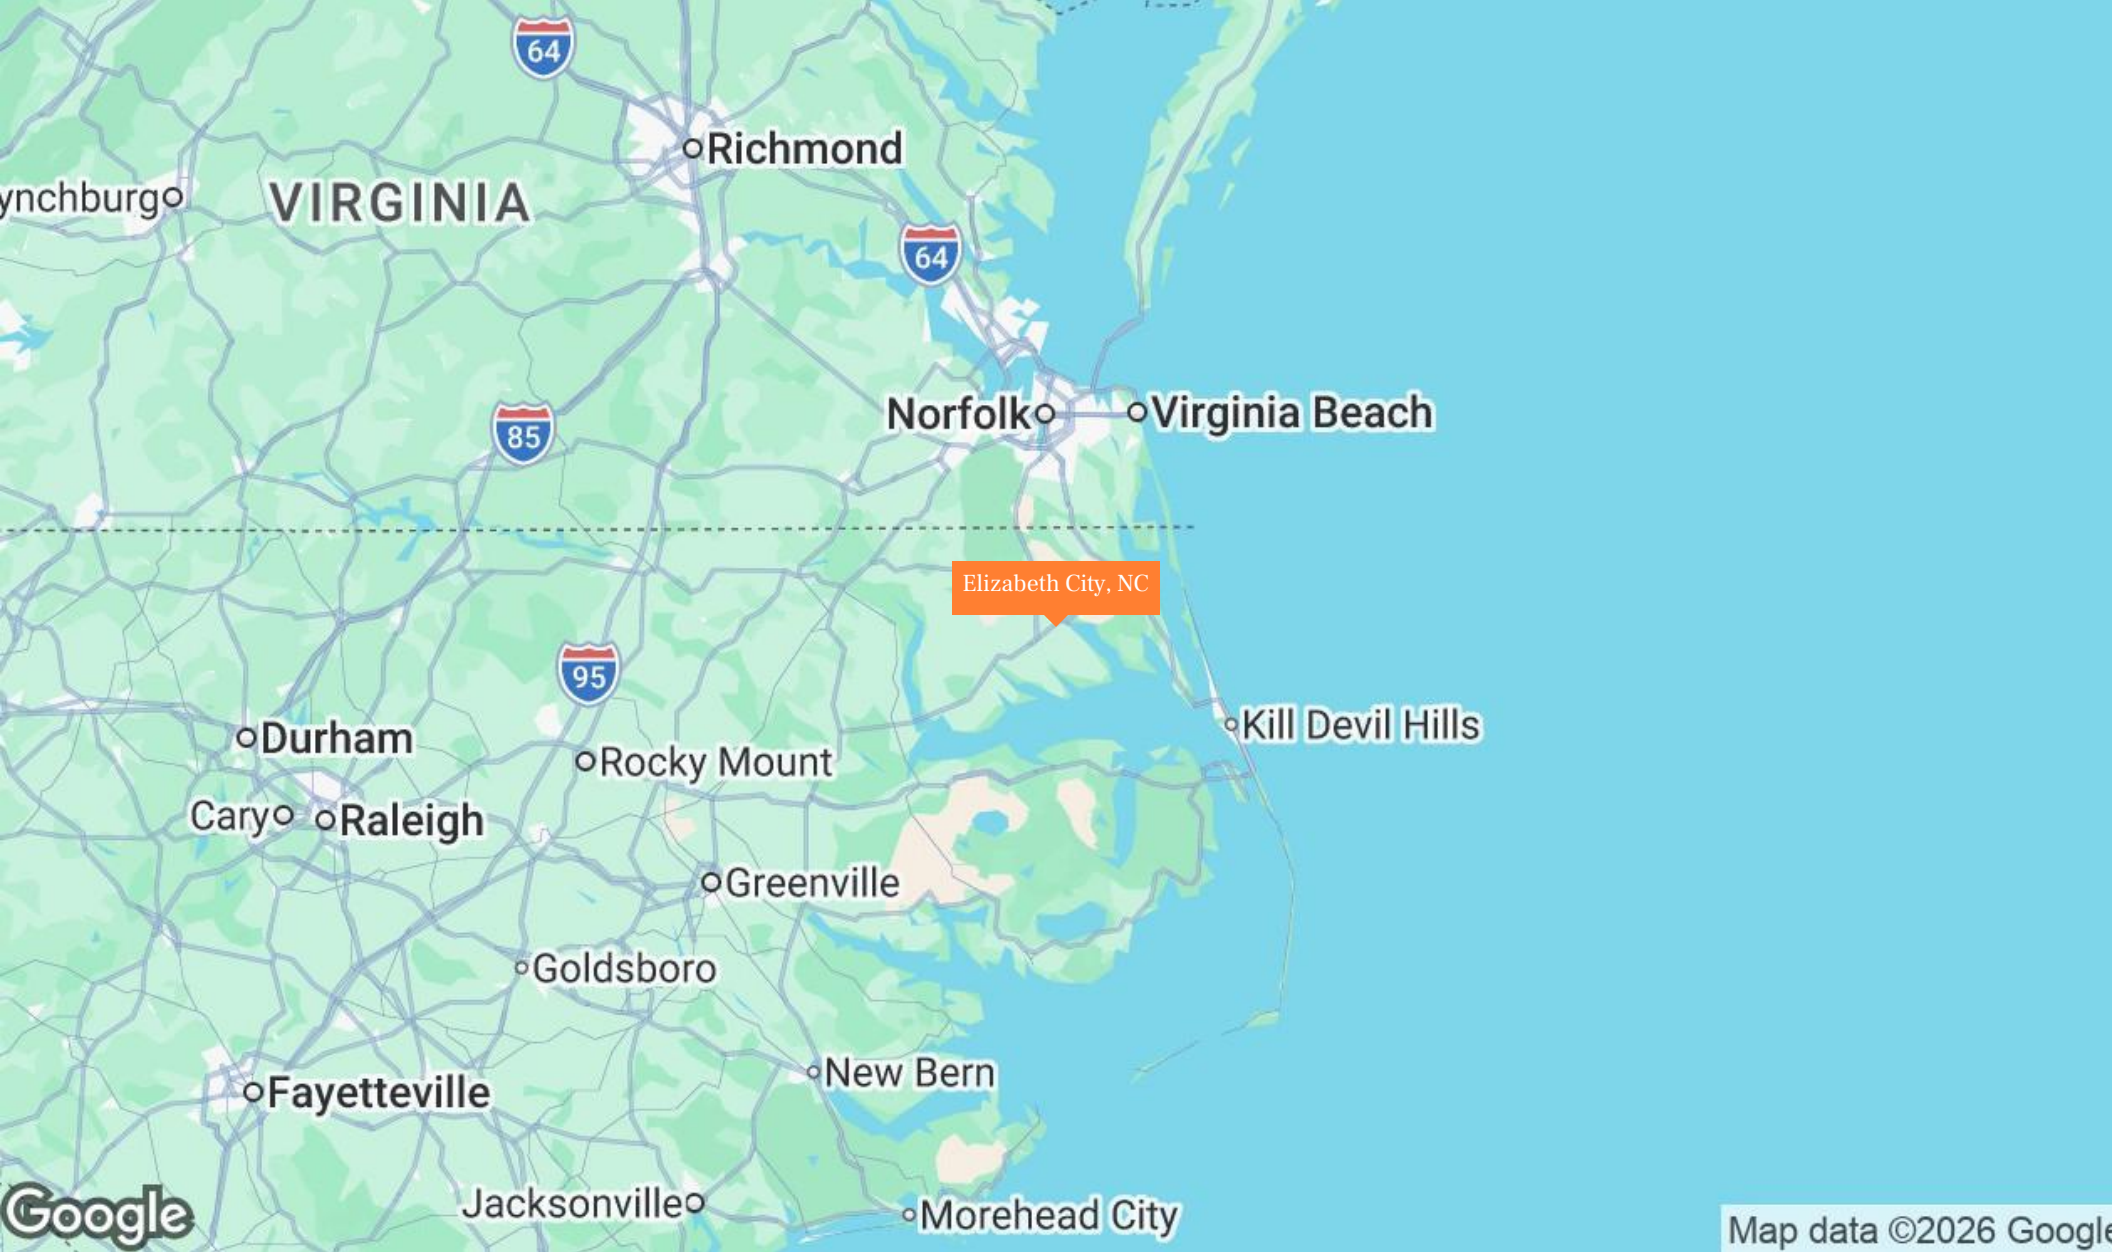 64
Richmond
ynchburg
VIRGINIA
64
Norfolk
Virginia Beach
85
Elizabeth City, NC
95
Kill Devil Hills
Durham
Rocky Mount
Cary
Raleigh
Greenville
Goldsboro
New Bern
Fayetteville
Jacksonville
Morehead City
Google
Map data ©2026 Google